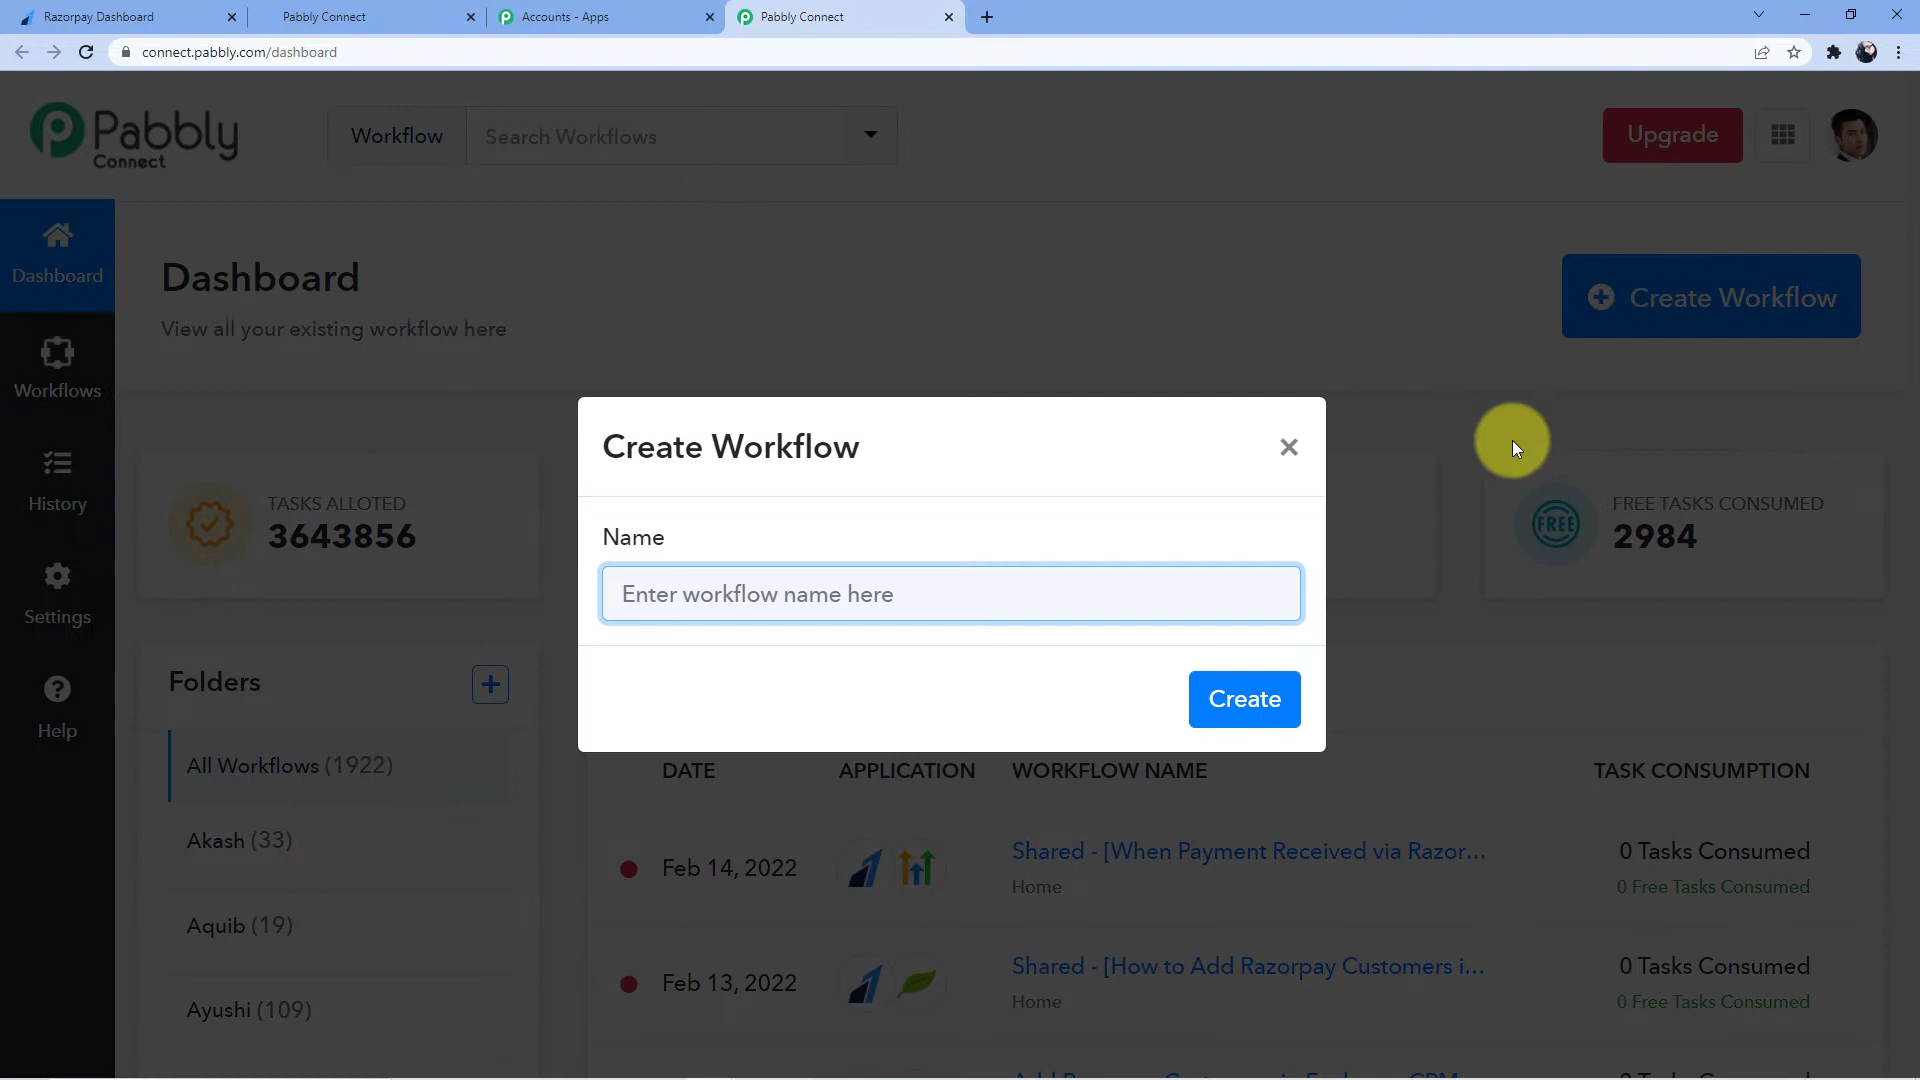 Razorpay Dashboard
Pabbly Connect
Accounts - Apps
Pabbly Connect
connect.pabbly.com/dashboard
Pabbly
Connect
Workflow
Search Workflows
Upgrade
Dashboard
Workflows
History
Settings
Help
Dashboard
View all your existing workflow here
Create Workflow
TASKS ALLOTED
3643856
FREE
FREE TASKS CONSUMED
2984
Create Workflow
Name
Enter workflow name here
Create
Folders
All Workflows (1922)
Akash (33)
Aquib (19)
Ayushi (109)
DATE APPLICATION WORKFLOW NAME TASK CONSUMPTION
Feb 14, 2022 Shared - [When Payment Received via Razor... 0 Tasks Consumed
Home 0 Free Tasks Consumed
Feb 13, 2022 Shared - [How to Add Razorpay Customers i... 0 Tasks Consumed
Home 0 Free Tasks Consumed